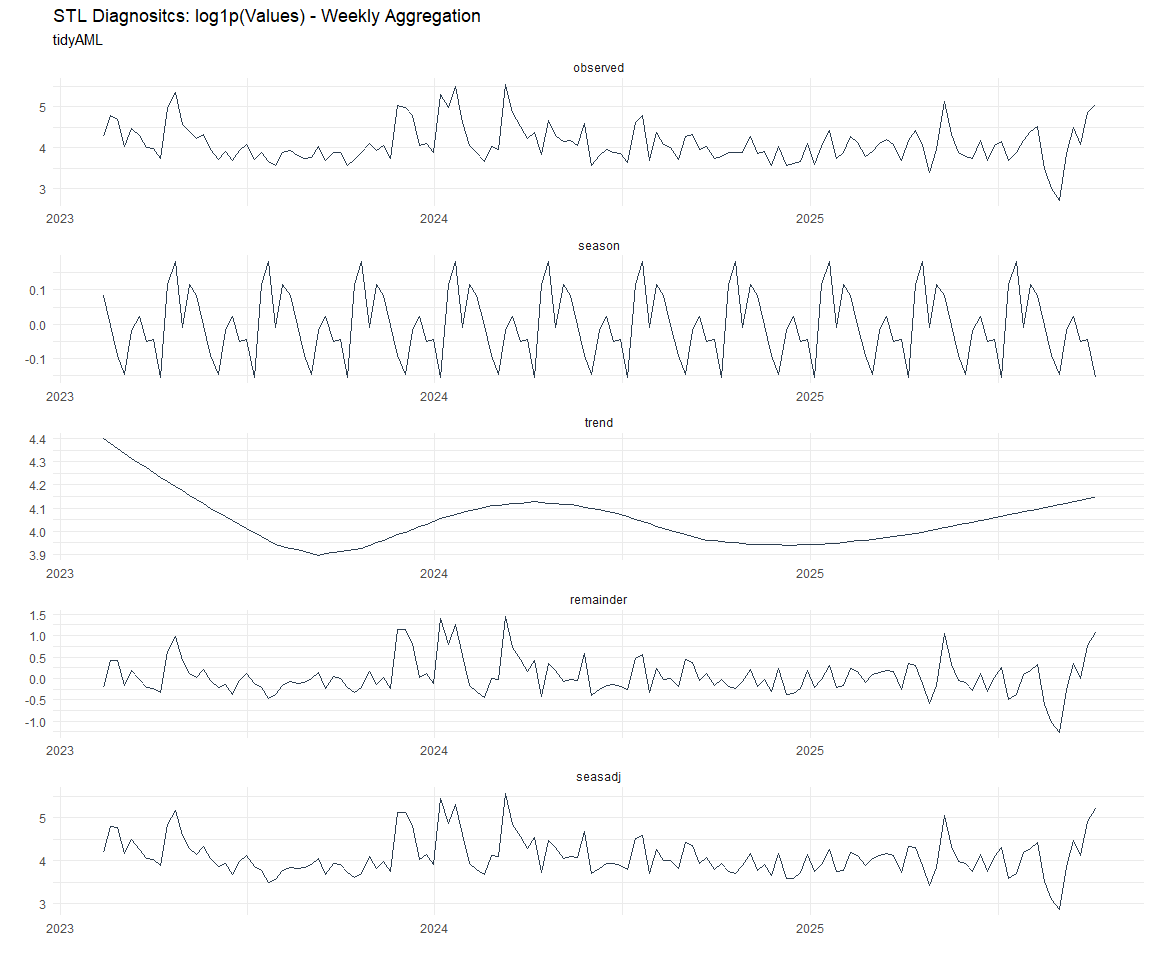 STL Diagnositcs: log1p(Values) - Weekly Aggregation
tidyAML
observed
5
4
3
2023 2024 2025
season
0.1
0.0
-0.1
2023 2024 2025
trend
4.4
4.3
4.2
4.1
4.0
3.9
2023 2024 2025
remainder
1.5
1.0
0.5
0.0
-0.5
-1.0
2023 2024 2025
seasadj
5
4
3
2023 2024 2025